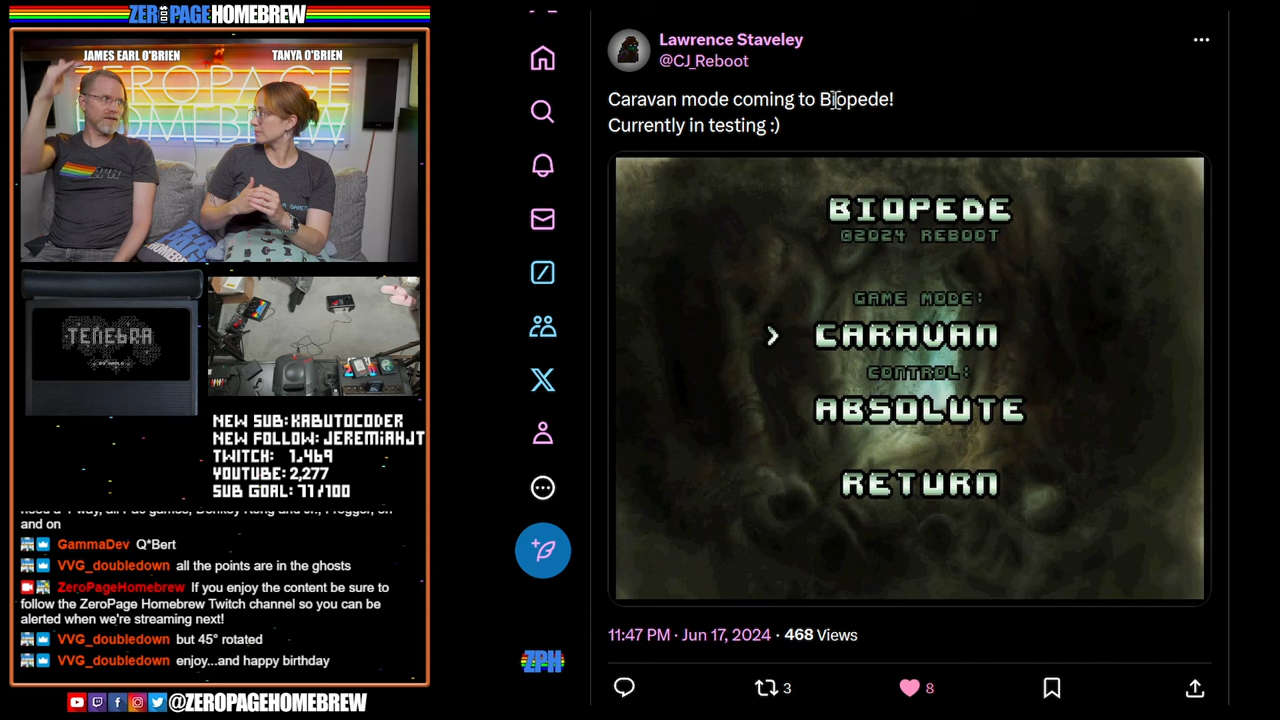 ZEROPAGE HOMEBREW
JAMES EARL O'BRIEN
TANYA O'BRIEN
ZEROPAGE
HOMEBREW
TENEBRA
NEW SUB: KABUTOCODER
NEW FOLLOW: JEREMIAHJT
TWITCH: 1,469
YOUTUBE: 2,277
SUB GOAL: 71/100
and on
GammaDev Q*Bert
VVG_doubledown all the points are in the ghosts
ZeroPageHomebrew If you enjoy the content be sure to
follow the ZeroPage Homebrew Twitch channel so you can be
alerted when we're streaming next!
VVG_doubledown but 45° rotated
VVG_doubledown enjoy...and happy birthday
@ZEROPAGEHOMEBREW
ZPH
Lawrence Staveley
@CJ_Reboot
Caravan mode coming to Biopede!
Currently in testing :)
BIOPEDE
©2024 REBOOT
GAME MODE:
> CARAVAN
CONTROL:
ABSOLUTE
RETURN
11:47 PM · Jun 17, 2024 · 468 Views
3
8